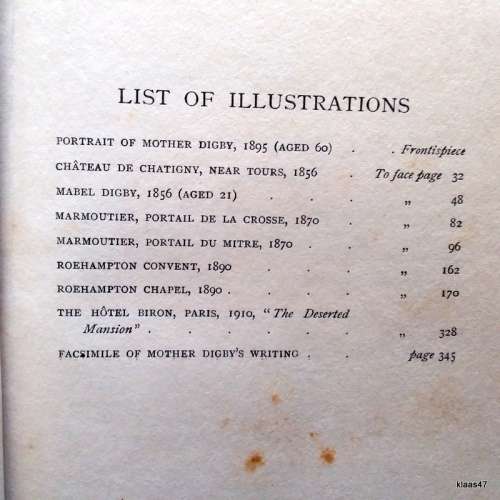 LIST OF ILLUSTRATIONS
PORTRAIT OF MOTHER DIGBY, 1895 (AGED 60) . . Frontispiece
CHÂTEAU DE CHATIGNY, NEAR TOURS, 1856 . To face page 32
MABEL DIGBY, 1856 (AGED 21) . . . „ 48
MARMOUTIER, PORTAIL DE LA CROSSE, 1870 . „ 82
MARMOUTIER, PORTAIL DU MITRE, 1870 . . „ 96
ROEHAMPTON CONVENT, 1890 . . . „ 162
ROEHAMPTON CHAPEL, 1890 . . . . „ 170
THE HÔTEL BIRON, PARIS, 1910, "The Deserted
Mansion" . . . . . . „ 328
FACSIMILE OF MOTHER DIGBY'S WRITING . . page 345
klaas47